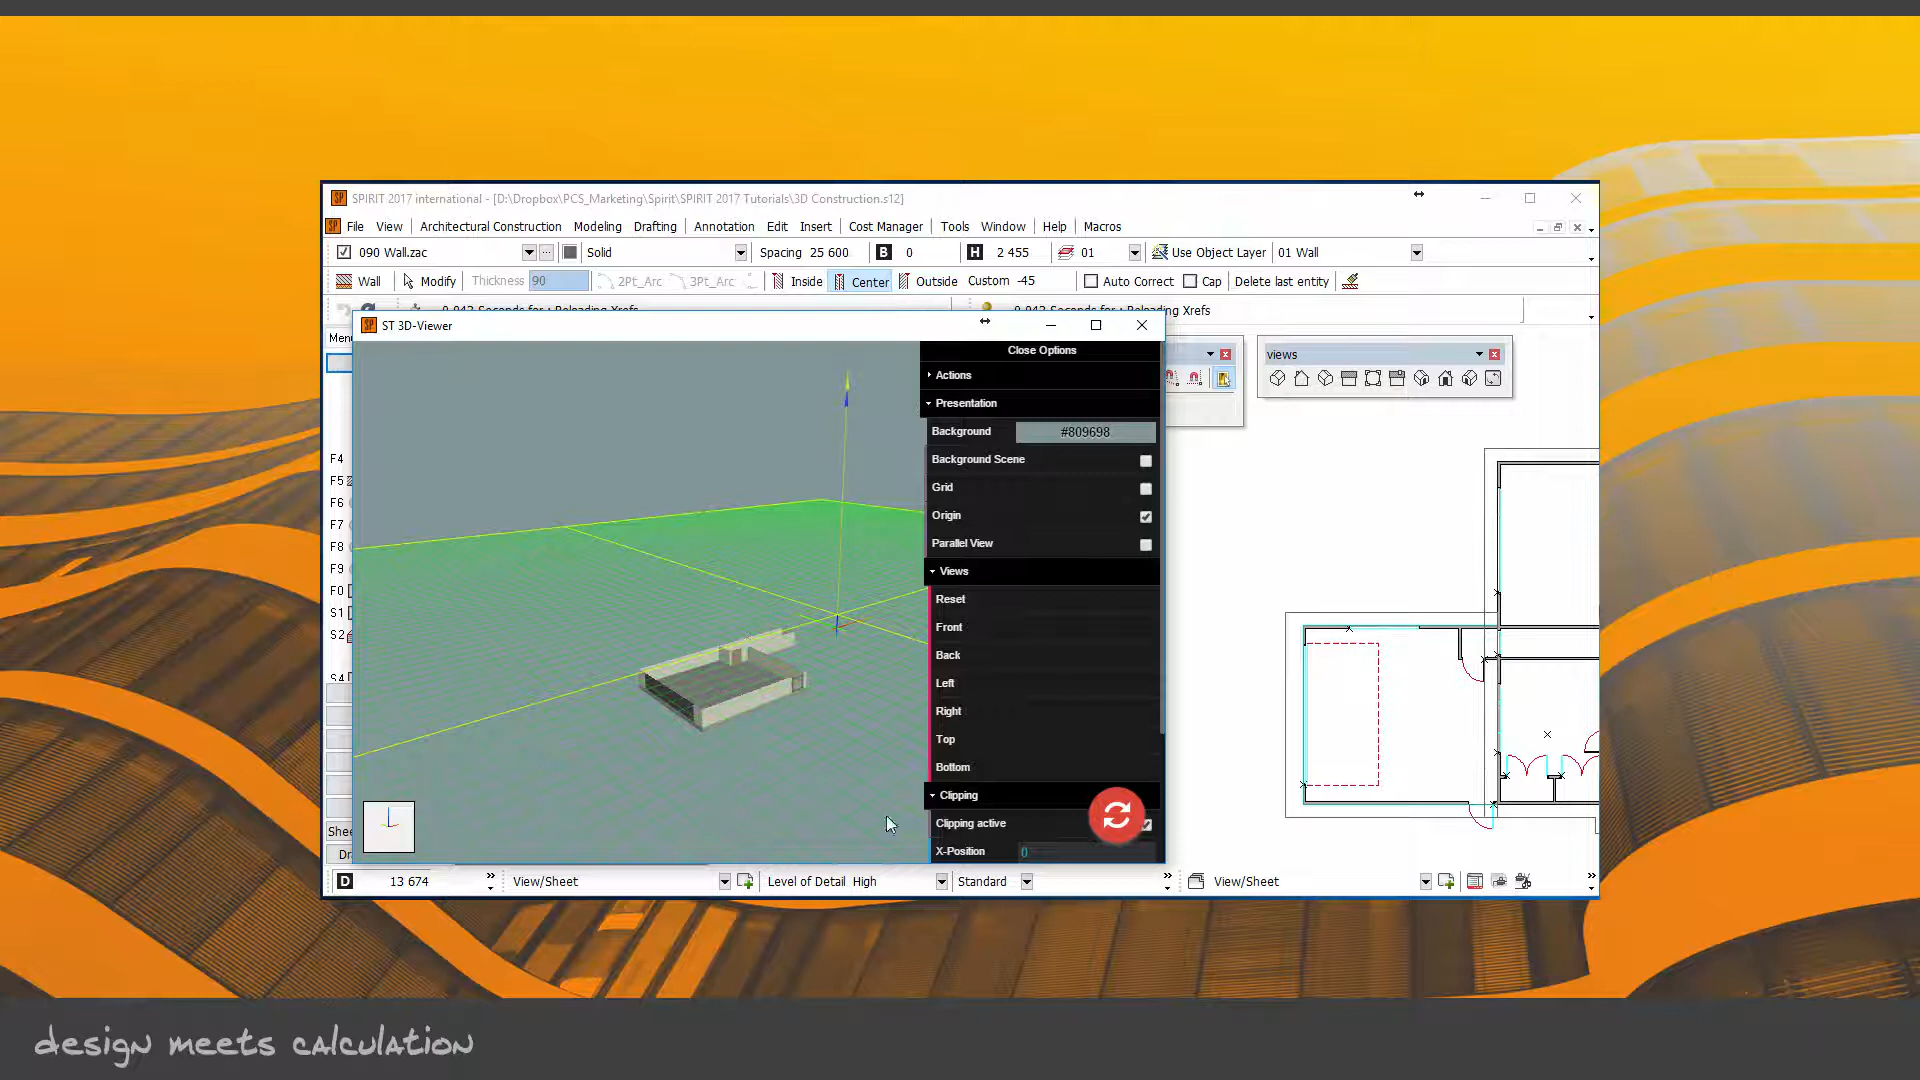 SPIRIT 2017 international - [D:\Dropbox\PCS_Marketing\Spirit\SPIRIT 2017 Tutorials\3D Construction.s12]
File View Architectural Construction Modeling Drafting Annotation Edit Insert Cost Manager Tools Window Help Macros
090 Wall.zac Solid Spacing 25 600 B 0 H 2 455 01 Use Object Layer 01 Wall
Wall Modify Thickness 90 2Pt_Arc 3Pt_Arc Inside Center Outside Custom -45 Auto Correct Cap Delete last entity
ST 3D-Viewer
Menu
views
Close Options
Actions
Presentation
Background #809698
Background Scene
Grid
Origin
Parallel View
Views
Reset
Front
Back
Left
Right
Top
Bottom
Clipping
Clipping active
X-Position 0
F4
F5
F6
F7
F8
F9
F0
S1
S2
S4
Shee
Dr
D 13 674 View/Sheet Level of Detail High Standard View/Sheet
design meets calculation